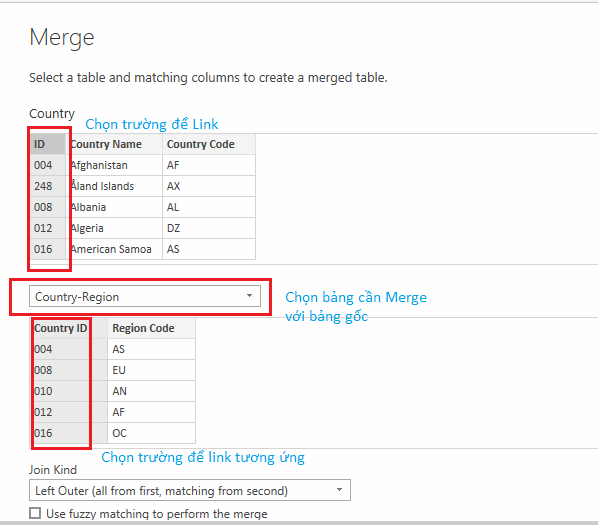 Merge
Select a table and matching columns to create a merged table.
Country
Chọn trường để Link
ID Country Name Country Code
004 Afghanistan AF
248 Åland Islands AX
008 Albania AL
012 Algeria DZ
016 American Samoa AS
Country-Region
Chọn bảng cần Merge
với bảng gốc
Country ID Region Code
004 AS
008 EU
010 AN
012 AF
016 OC
Chọn trường để link tương ứng
Join Kind
Left Outer (all from first, matching from second)
Use fuzzy matching to perform the merge